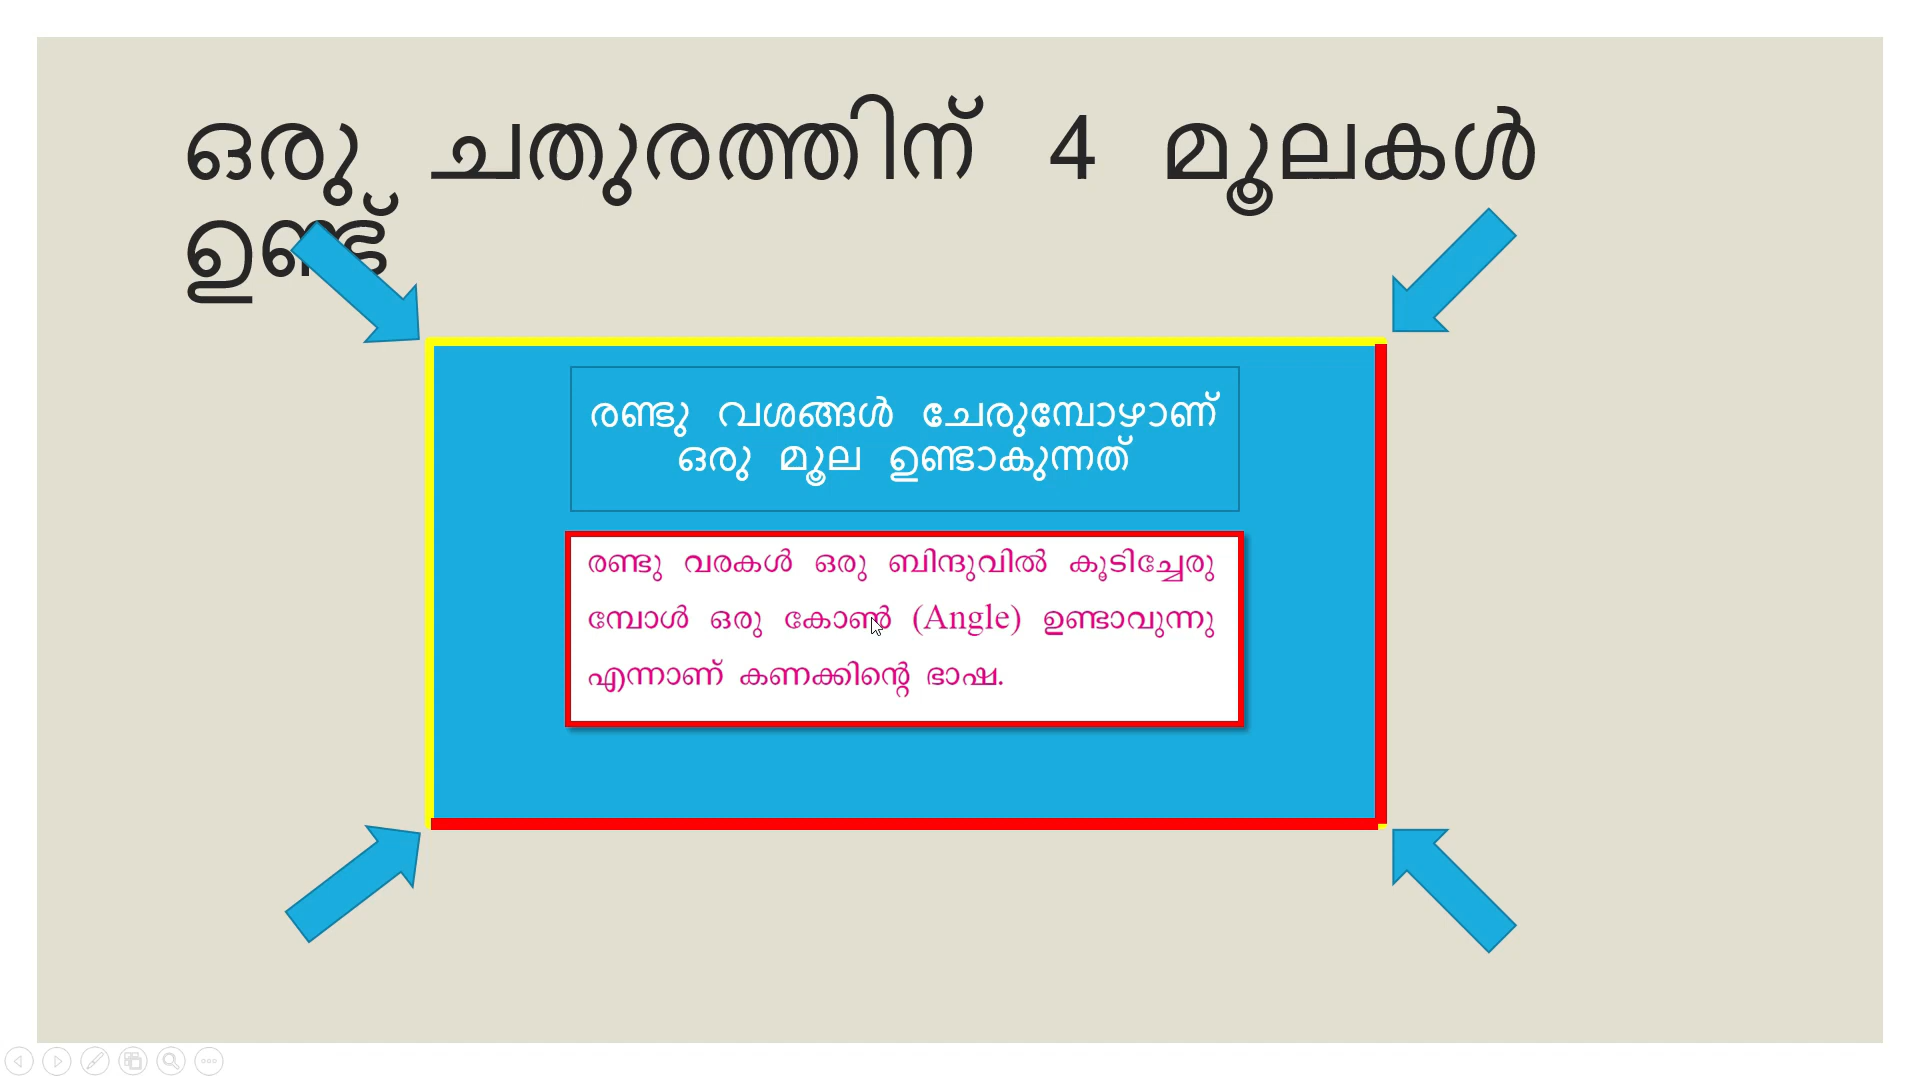 ഒരു ചതുരത്തിന് 4 മൂലകൾ
ഉണ്ട്
രണ്ടു വശങ്ങൾ ചേരുമ്പോഴാണ്
ഒരു മൂല ഉണ്ടാകുന്നത്
രണ്ടു വരകൾ ഒരു ബിന്ദുവിൽ കൂടിച്ചേരു
മ്പോൾ ഒരു കോൺ (Angle) ഉണ്ടാവുന്നു
എന്നാണ് കണക്കിന്റെ ഭാഷ.